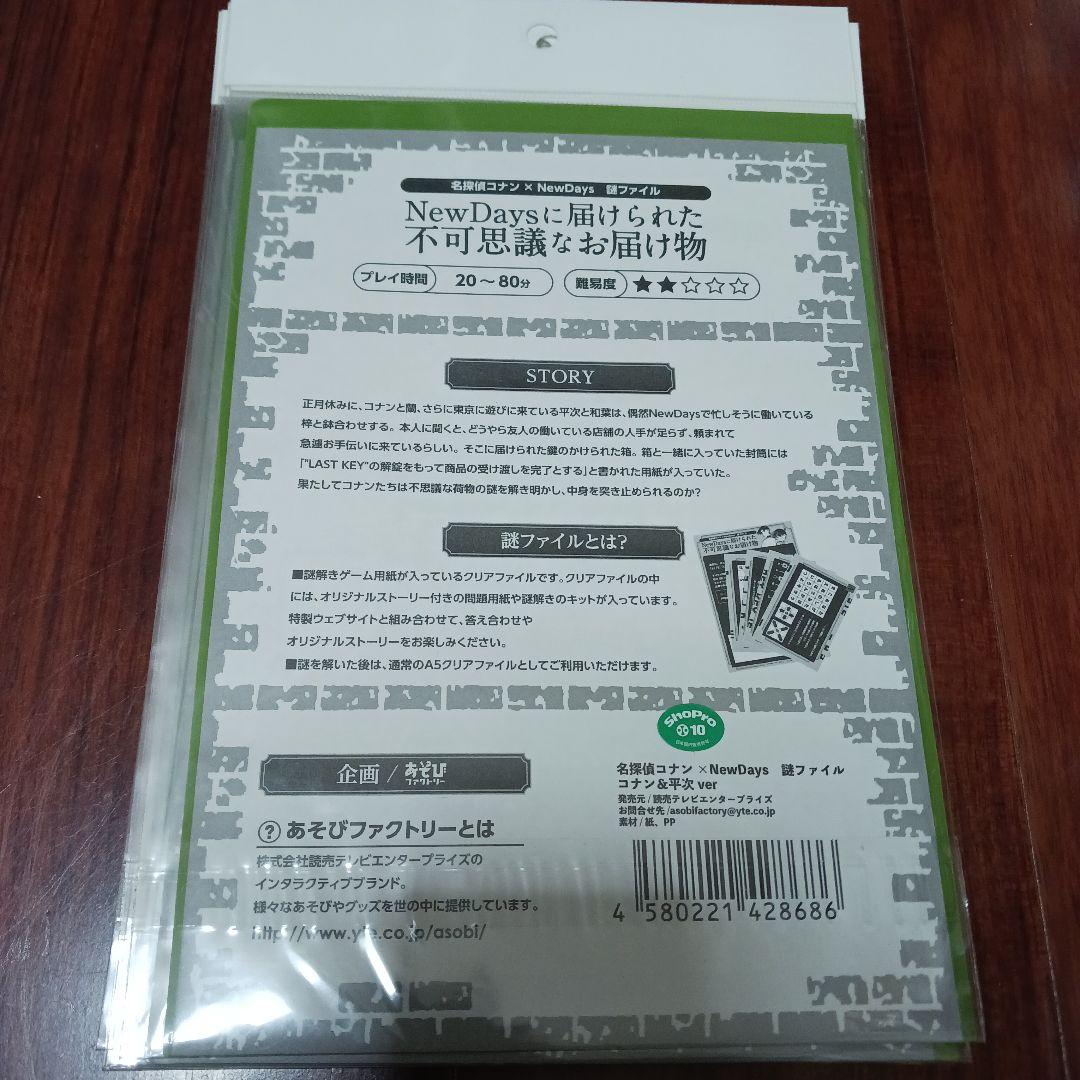 名探偵コナン×NewDays 謎ファイル
NewDaysに届けられた
不可思議なお届け物
プレイ時間 20～80分 難易度 ★★☆☆☆
STORY
正月休みに、コナンと蘭、さらに東京に遊びに来ている平次と和葉は、偶然NewDaysで忙しそうに働いている
梓と鉢合わせする。本人に聞くと、どうやら友人の働いている店舗の人手が足らず、頼まれて
急遽お手伝いに来ているらしい。そこに届けられた鍵のかけられた箱。箱と一緒に入っていた封筒には
「"LAST KEY"の解錠をもって商品の受け渡しを完了とする」と書かれた用紙が入っていた。
果たしてコナンたちは不思議な荷物の謎を解き明かし、中身を突き止められるのか?
謎ファイルとは?
■謎解きゲーム用紙が入っているクリアファイルです。クリアファイルの中
には、オリジナルストーリー付きの問題用紙や謎解きのキットが入っています。
特製ウェブサイトと組み合わせて、答え合わせや
オリジナルストーリーをお楽しみください。
■謎を解いた後は、通常のA5クリアファイルとしてご利用いただけます。
NewDaysに届けられた
不可思議なお届け物
ShoPro
10
企画 / あそびファクトリー
? あそびファクトリーとは
株式会社読売テレビエンタープライズの
インタラクティブブランド。
様々なあそびやグッズを世の中に提供しています。
http://www.yte.co.jp/asobi/
名探偵コナン×NewDays 謎ファイル
コナン&平次 ver
発売元/読売テレビエンタープライズ
お問合せ先/asobifactory@yte.co.jp
素材/紙、PP
4 580221 428686